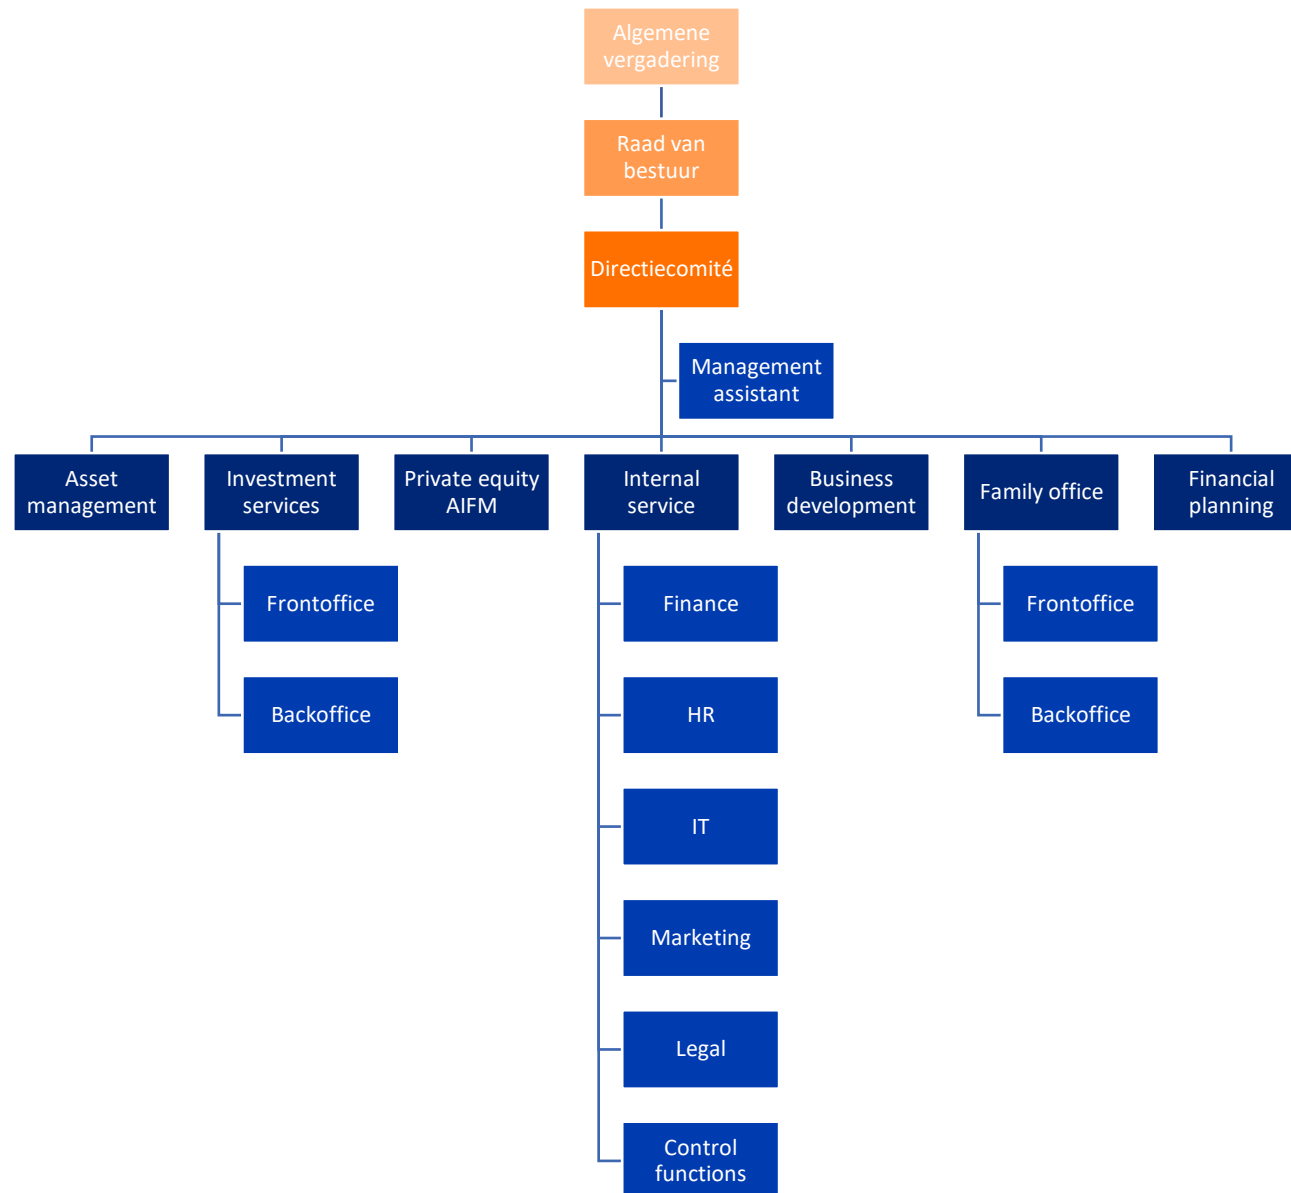 Algemene
vergadering
Raad van
bestuur
Directiecomité
Management
assistant
Asset
management
Investment
services
Private equity
AIFM
Internal
service
Business
development
Family office
Financial
planning
Frontoffice
Finance
Frontoffice
Backoffice
HR
Backoffice
IT
Marketing
Legal
Control
functions